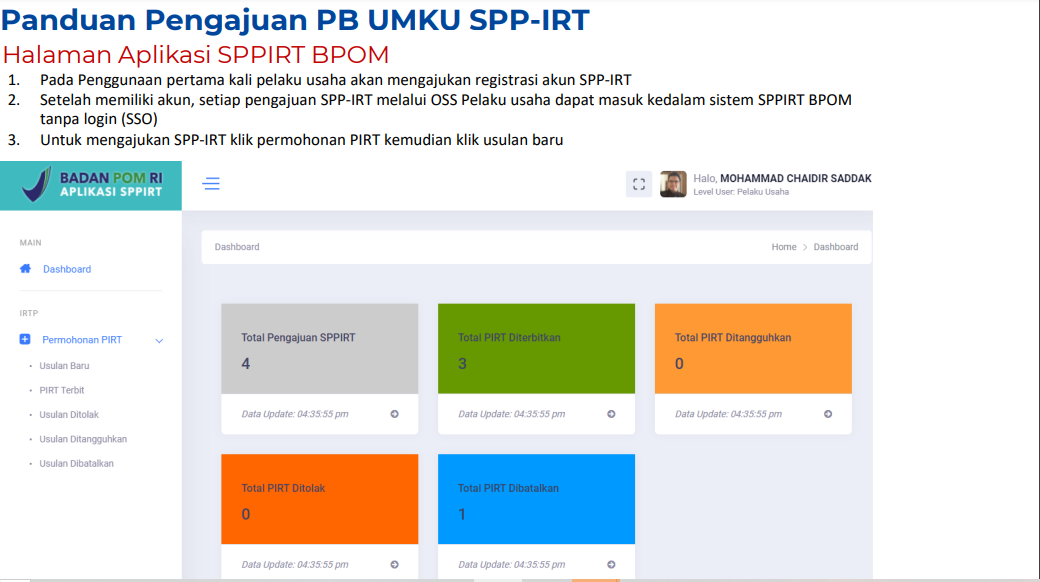 Panduan Pengajuan PB UMKU SPP-IRT
Halaman Aplikasi SPPIRT BPOM
1. Pada Penggunaan pertama kali pelaku usaha akan mengajukan registrasi akun SPP-IRT
2. Setelah memiliki akun, setiap pengajuan SPP-IRT melalui OSS Pelaku usaha dapat masuk kedalam sistem SPPIRT BPOM
tanpa login (SSO)
3. Untuk mengajukan SPP-IRT klik permohonan PIRT kemudian klik usulan baru
BADAN POM RI
APLIKASI SPPIRT
Halo, MOHAMMAD CHAIDIR SADDAK
Level User: Pelaku Usaha
MAIN
Dashboard
IRTP
Permohonan PIRT
Usulan Baru
PIRT Terbit
Usulan Ditolak
Usulan Ditangguhkan
Usulan Dibatalkan
Dashboard
Home > Dashboard
Total Pengajuan SPPIRT
4
Data Update: 04:35:55 pm
Total PIRT Diterbitkan
3
Data Update: 04:35:55 pm
Total PIRT Ditangguhkan
0
Data Update: 04:35:55 pm
Total PIRT Ditolak
0
Data Update: 04:35:55 pm
Total PIRT Dibatalkan
1
Data Update: 04:35:55 pm